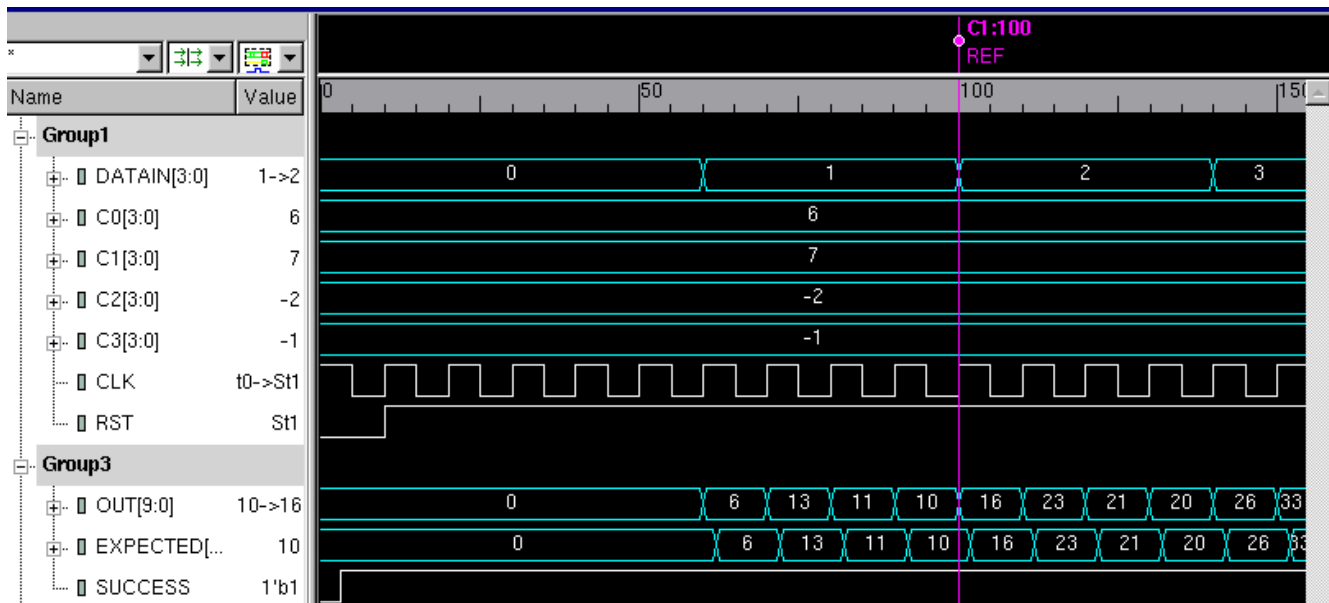 C1:100
REF
*
Name Value 0 50 100 150
Group1
DATAIN[3:0] 1->2 0 1 2 3
C0[3:0] 6 6
C1[3:0] 7 7
C2[3:0] -2 -2
C3[3:0] -1 -1
CLK t0->St1
RST St1
Group3
OUT[9:0] 10->16 0 6 13 11 10 16 23 21 20 26 33
EXPECTED[... 10 0 6 13 11 10 16 23 21 20 26 33
SUCCESS 1'b1